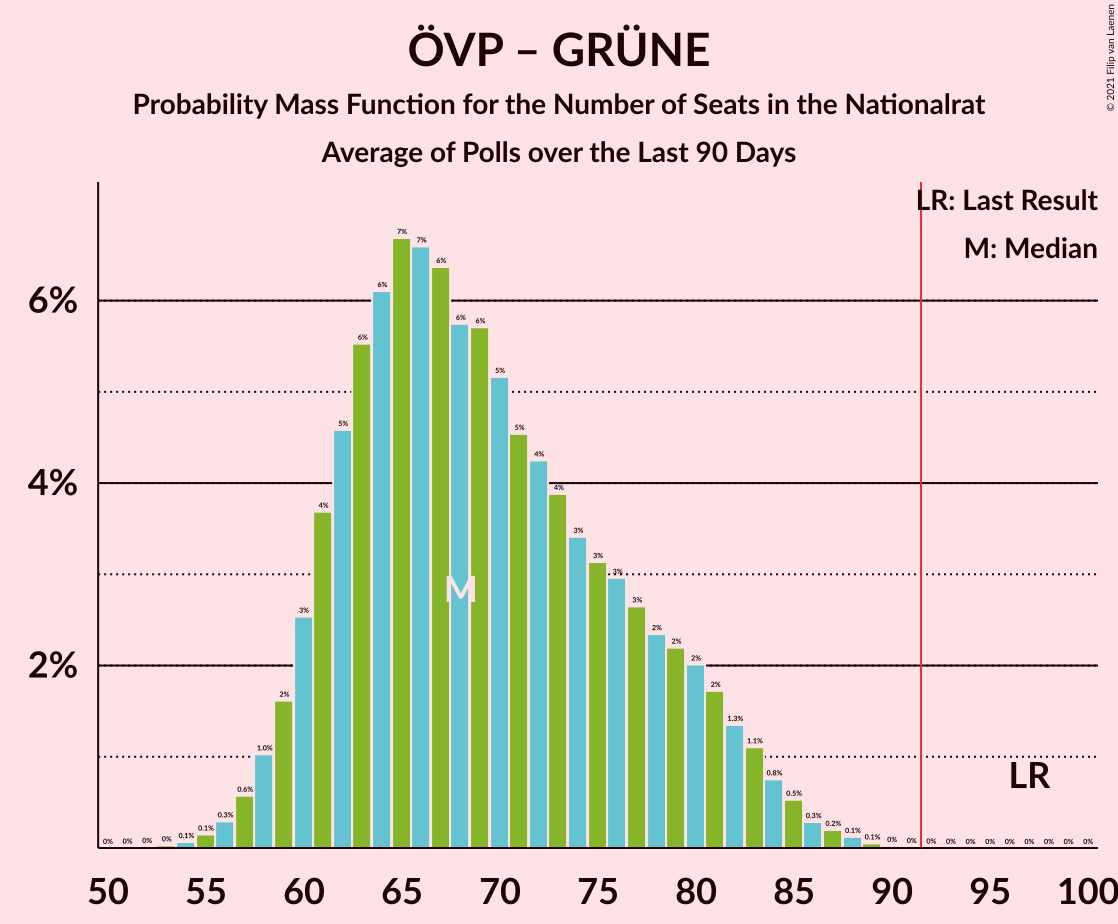 ÖVP – GRÜNE
Probability Mass Function for the Number of Seats in the Nationalrat
Average of Polls over the Last 90 Days
© 2021 Filip van Laenen
LR: Last Result
M: Median
6%
4%
2%
0% 0% 0% 0% 0.1% 0.1% 0.3% 0.6% 1.0% 2% 3% 4% 5% 6% 6% 7% 7% 6% 6% 6% 5% 5% 4% 4% 3% 3% 3% 3% 2% 2% 2% 2% 1.3% 1.1% 0.8% 0.5% 0.3% 0.2% 0.1% 0.1% 0% 0% 0% 0% 0% 0% 0% 0% 0% 0% 0%
M
LR
50 55 60 65 70 75 80 85 90 95 100